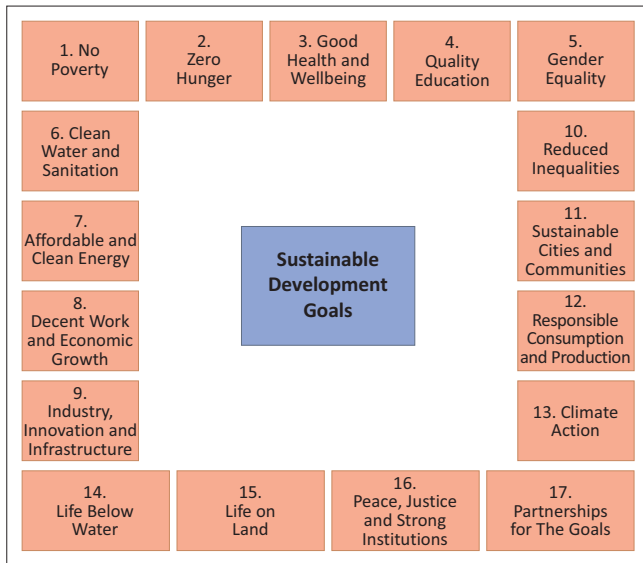 1. No
Poverty
2.
Zero
Hunger
3. Good
Health and
Wellbeing
4.
Quality
Education
5.
Gender
Equality
6. Clean
Water and
Sanitation
10.
Reduced
Inequalities
7.
Affordable and
Clean Energy
11.
Sustainable
Cities and
Communities
Sustainable
Development
Goals
8.
Decent Work
and Economic
Growth
12.
Responsible
Consumption
and Production
9.
Industry,
Innovation and
Infrastructure
13. Climate
Action
14.
Life Below
Water
15.
Life on
Land
16.
Peace, Justice
and Strong
Institutions
17.
Partnerships
for The Goals